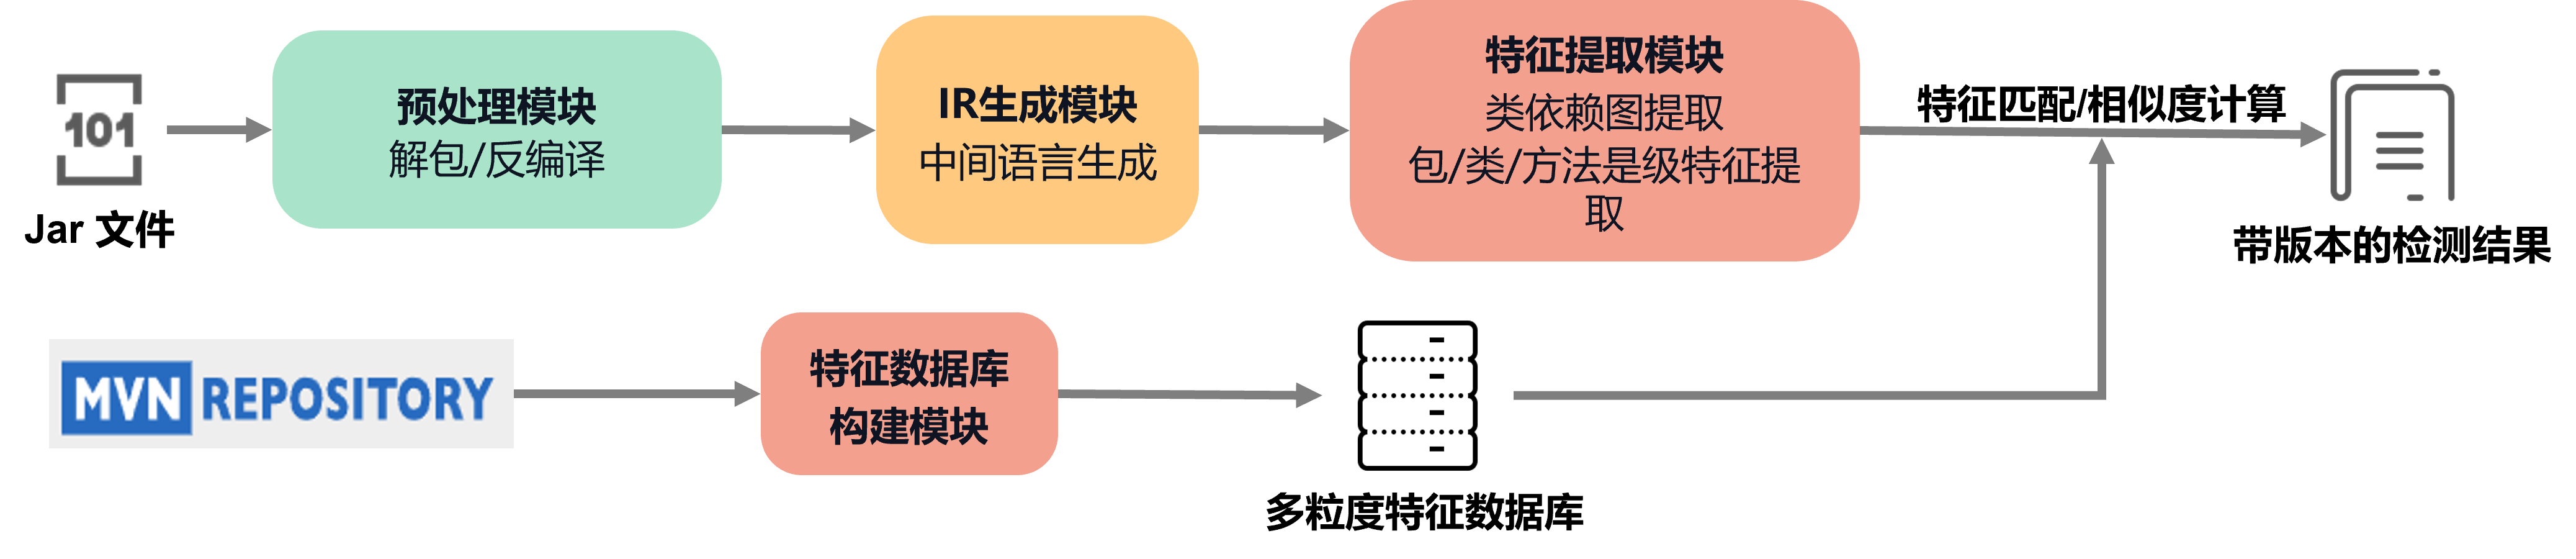 101
Jar 文件
预处理模块
解包/反编译
IR生成模块
中间语言生成
特征提取模块
类依赖图提取
包/类/方法是级特征提
取
特征匹配/相似度计算
带版本的检测结果
MVN REPOSITORY
特征数据库
构建模块
多粒度特征数据库